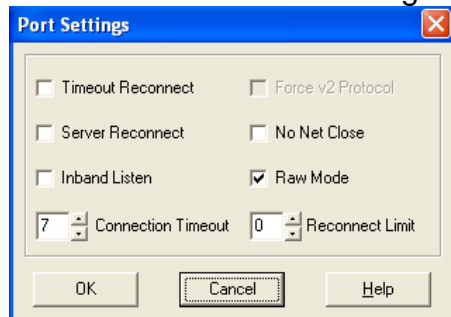 Port Settings
Timeout Reconnect Force v2 Protocol
Server Reconnect No Net Close
Inband Listen Raw Mode
7 Connection Timeout 0 Reconnect Limit
OK Cancel Help